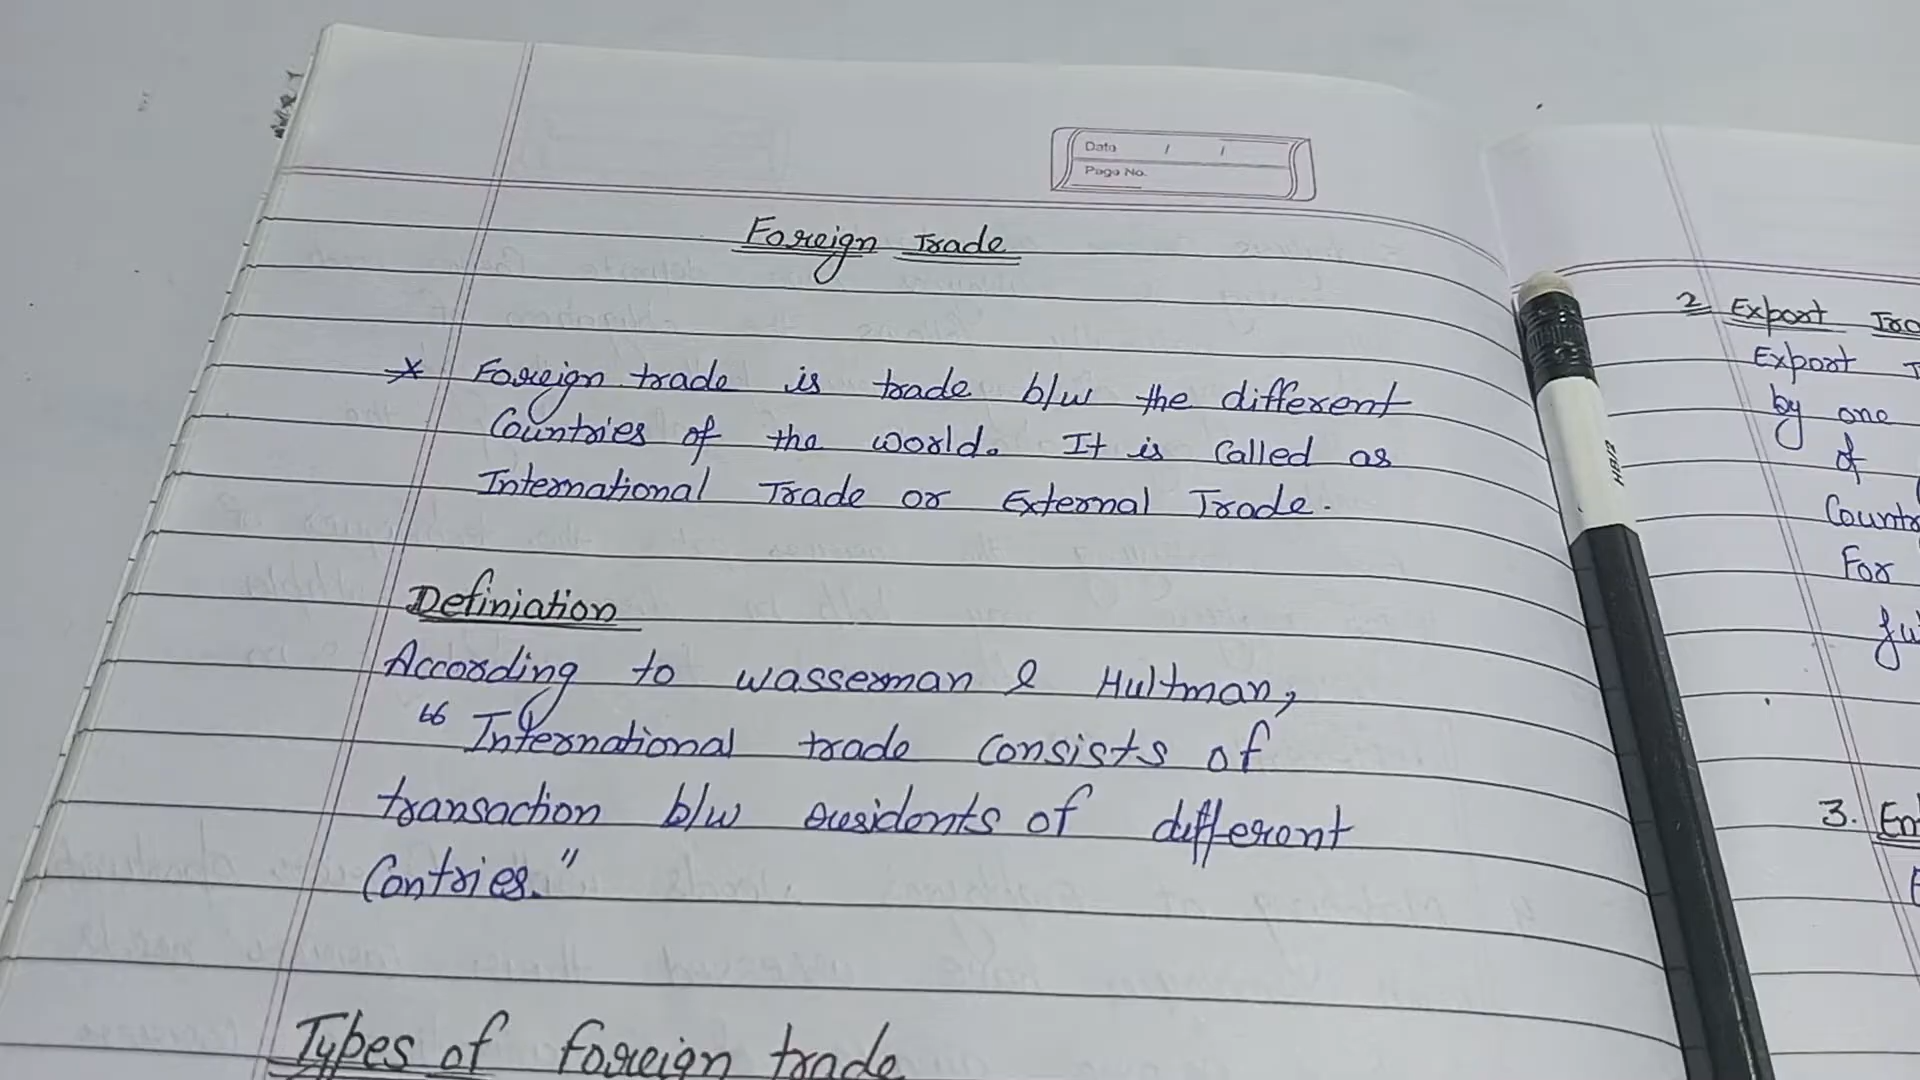 Date / /
Page No.
Foreign Trade
* Foreign trade is trade b/w the different
Countries of the world. It is Called as
International Trade or External Trade.
Definiation
According to Wasserman & Hultman,
"International trade consists of
transaction b/w residents of different
Contries."
Types of foreign trade
2 Export
Export
by one
of
For
3.
HB/2